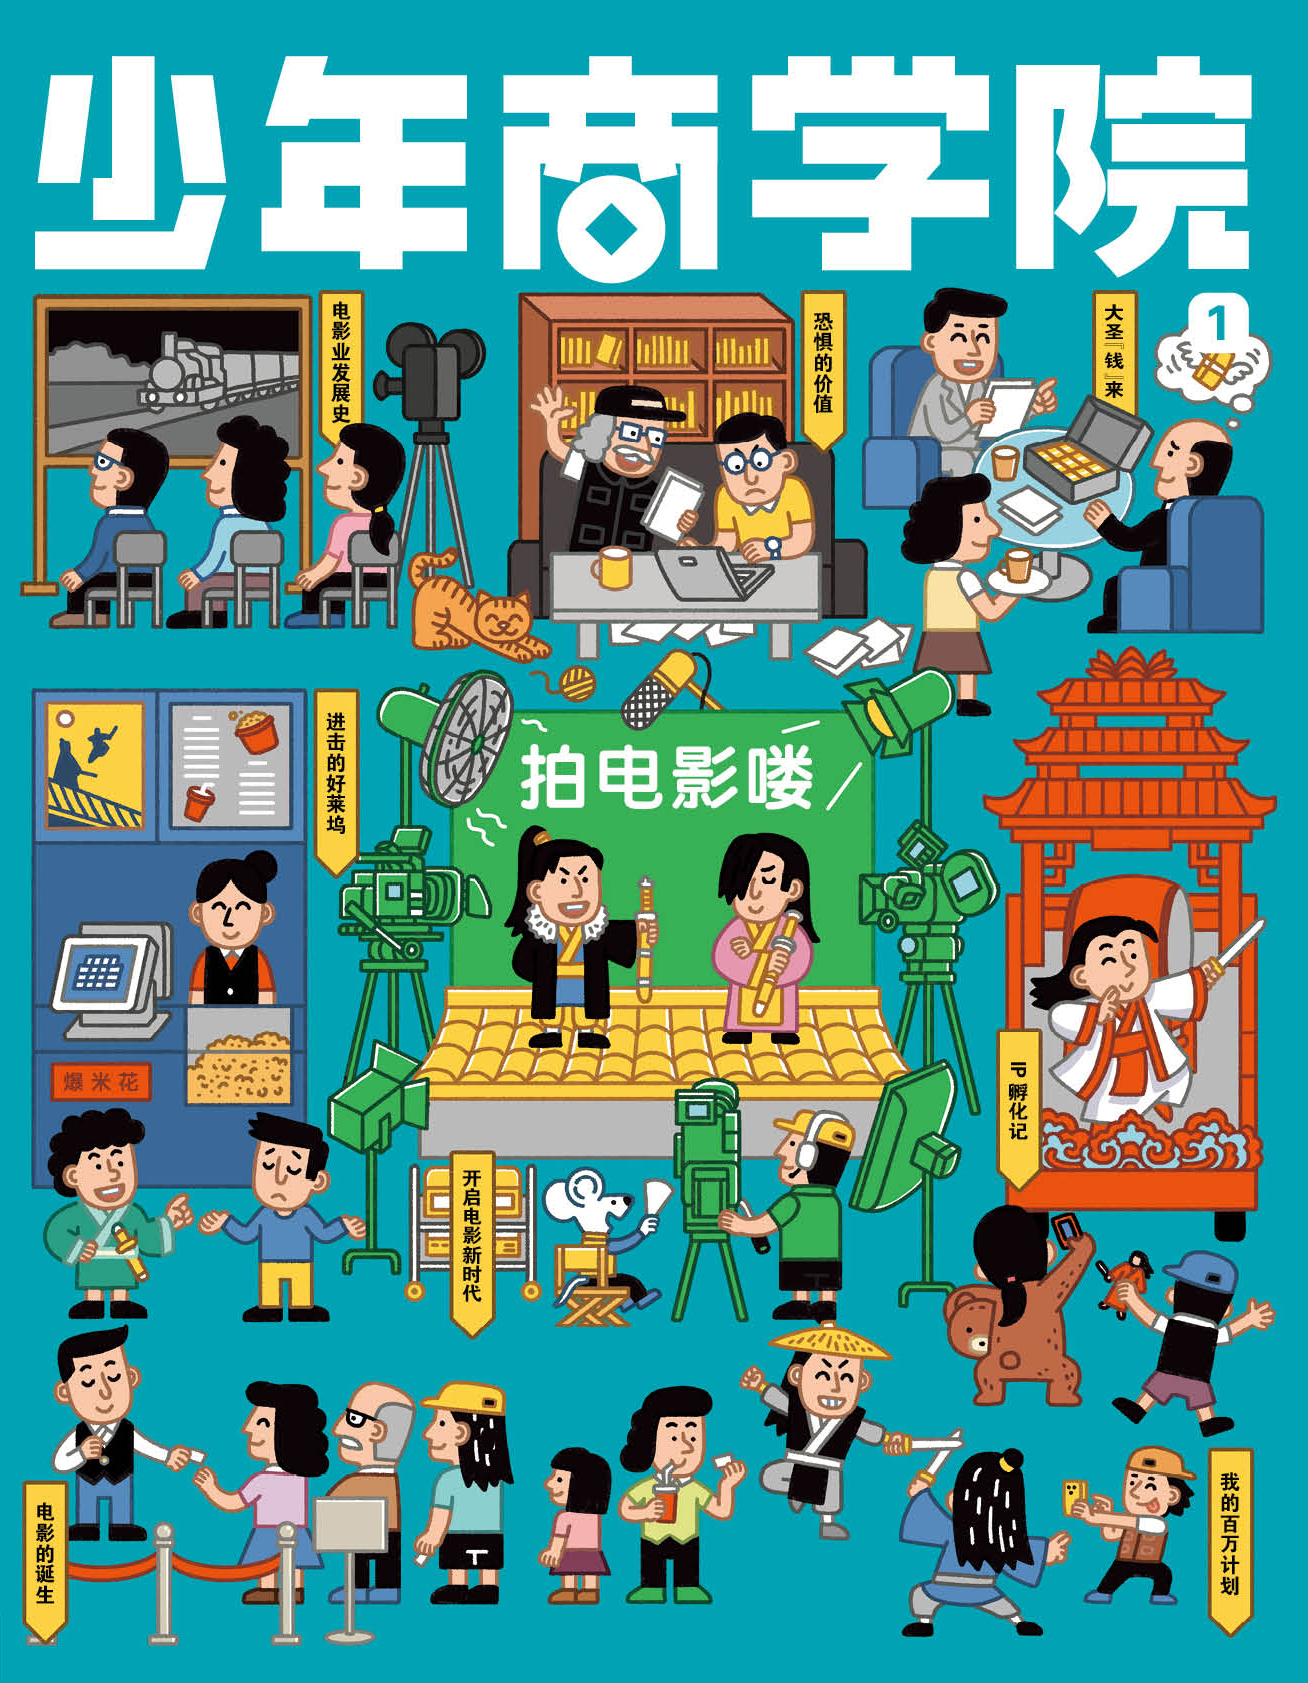 少年商学院
1
电影业发展史
恐惧的价值
大圣『钱』来
进击的好莱坞
拍电影喽
爆米花
IP孵化记
开启电影新时代
电影的诞生
我的百万计划